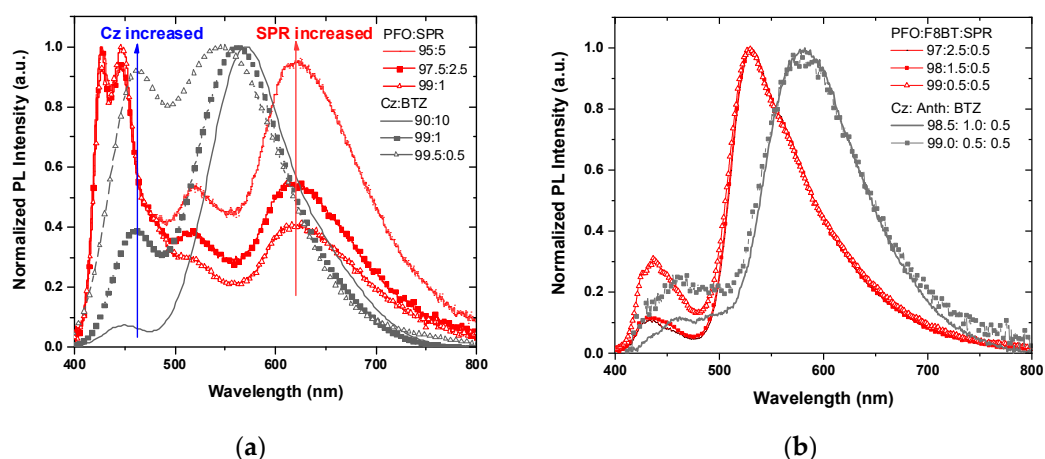 Cz increased
SPR increased
PFO:SPR
95:5
97.5:2.5
99:1
Cz:BTZ
90:10
99:1
99.5:0.5
Normalized PL Intensity (a.u.)
1.0
0.8
0.6
0.4
0.2
0.0
400 500 600 700 800
Wavelength (nm)
(a)
PFO:F8BT:SPR
97:2.5:0.5
98:1.5:0.5
99:0.5:0.5
Cz: Anth: BTZ
98.5: 1.0: 0.5
99.0: 0.5: 0.5
Normalized PL Intensity (a.u.)
1.0
0.8
0.6
0.4
0.2
0.0
400 500 600 700 800
Wavelength (nm)
(b)